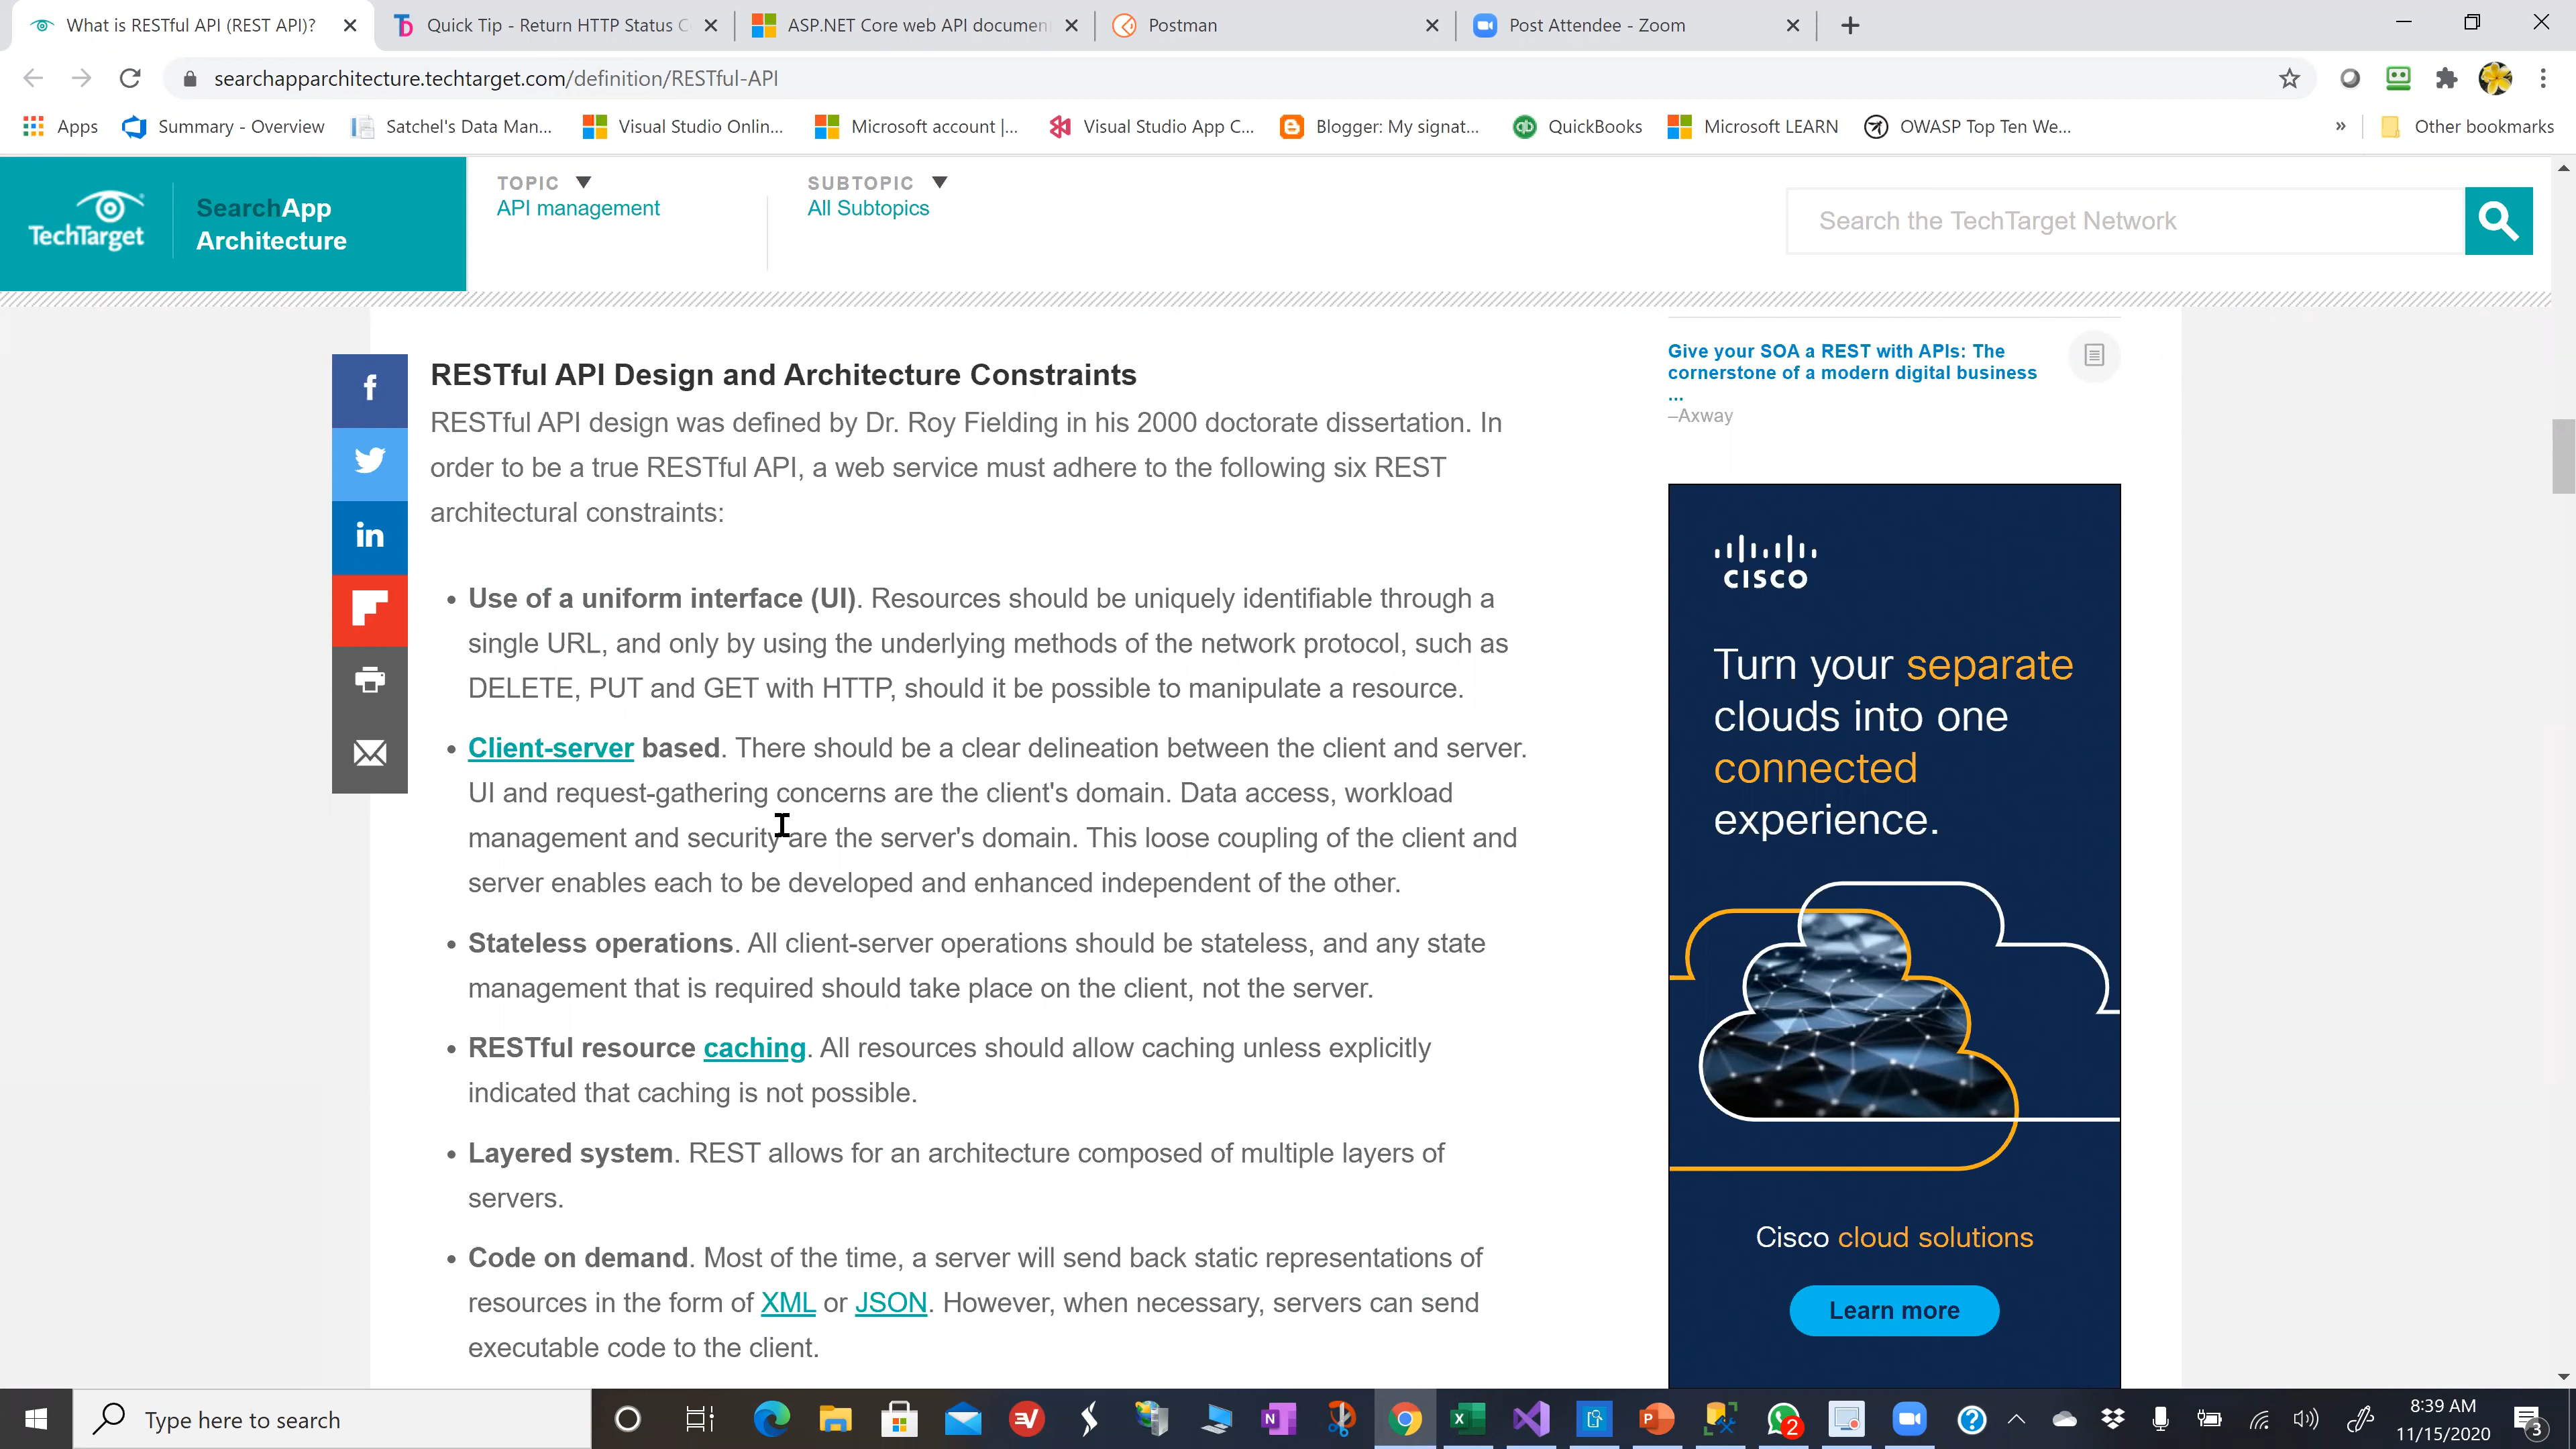 What is RESTful API (REST API)?
Quick Tip - Return HTTP Status C
ASP.NET Core web API documen
Postman
Post Attendee - Zoom
searchapparchitecture.techtarget.com/definition/RESTful-API
Apps
Summary - Overview
Satchel's Data Man...
Visual Studio Onlin...
Microsoft account |...
Visual Studio App C...
Blogger: My signat...
QuickBooks
Microsoft LEARN
OWASP Top Ten We...
»
Other bookmarks
TechTarget
SearchApp
Architecture
TOPIC
API management
SUBTOPIC
All Subtopics
Search the TechTarget Network
RESTful API Design and Architecture Constraints
RESTful API design was defined by Dr. Roy Fielding in his 2000 doctorate dissertation. In
order to be a true RESTful API, a web service must adhere to the following six REST
architectural constraints:
• Use of a uniform interface (UI). Resources should be uniquely identifiable through a
single URL, and only by using the underlying methods of the network protocol, such as
DELETE, PUT and GET with HTTP, should it be possible to manipulate a resource.
• Client-server based. There should be a clear delineation between the client and server.
UI and request-gathering concerns are the client's domain. Data access, workload
management and security are the server's domain. This loose coupling of the client and
server enables each to be developed and enhanced independent of the other.
• Stateless operations. All client-server operations should be stateless, and any state
management that is required should take place on the client, not the server.
• RESTful resource caching. All resources should allow caching unless explicitly
indicated that caching is not possible.
• Layered system. REST allows for an architecture composed of multiple layers of
servers.
• Code on demand. Most of the time, a server will send back static representations of
resources in the form of XML or JSON. However, when necessary, servers can send
executable code to the client.
Give your SOA a REST with APIs: The
cornerstone of a modern digital business
...
–Axway
CISCO
Turn your separate
clouds into one
connected
experience.
Cisco cloud solutions
Learn more
Type here to search
2
8:39 AM
11/15/2020
3